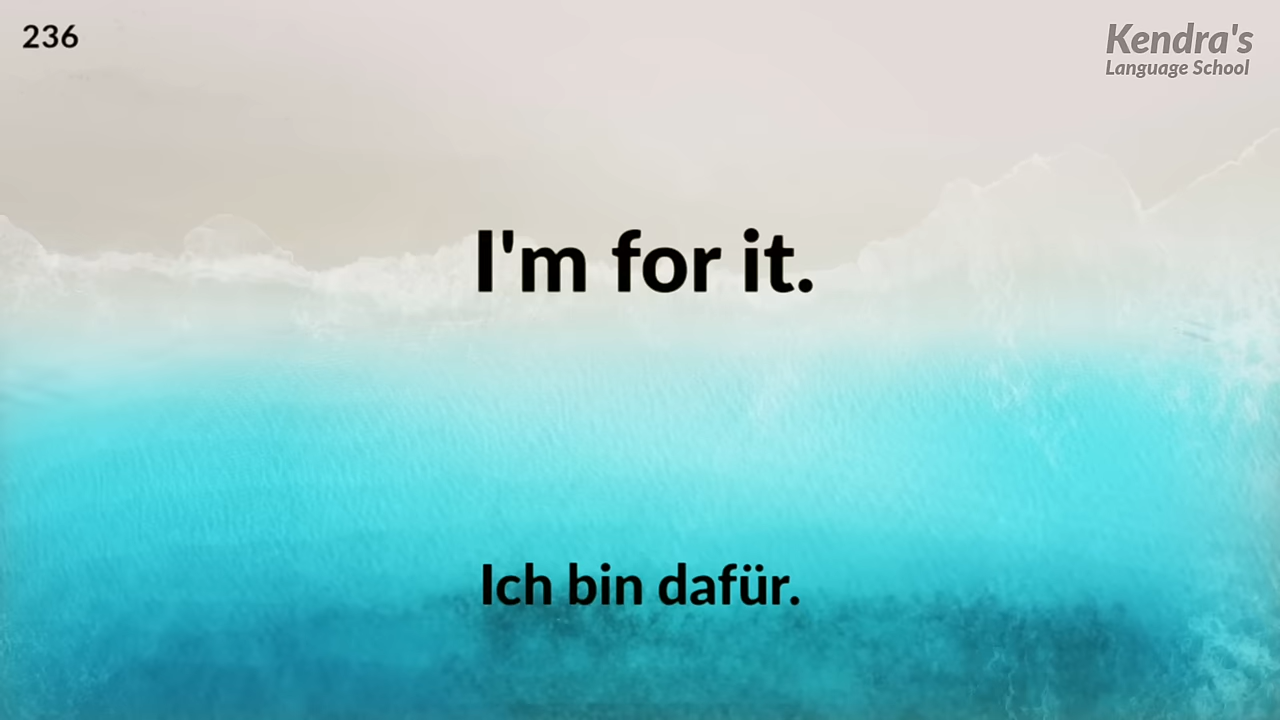 236
Kendra's
Language School
I'm for it.
Ich bin dafür.